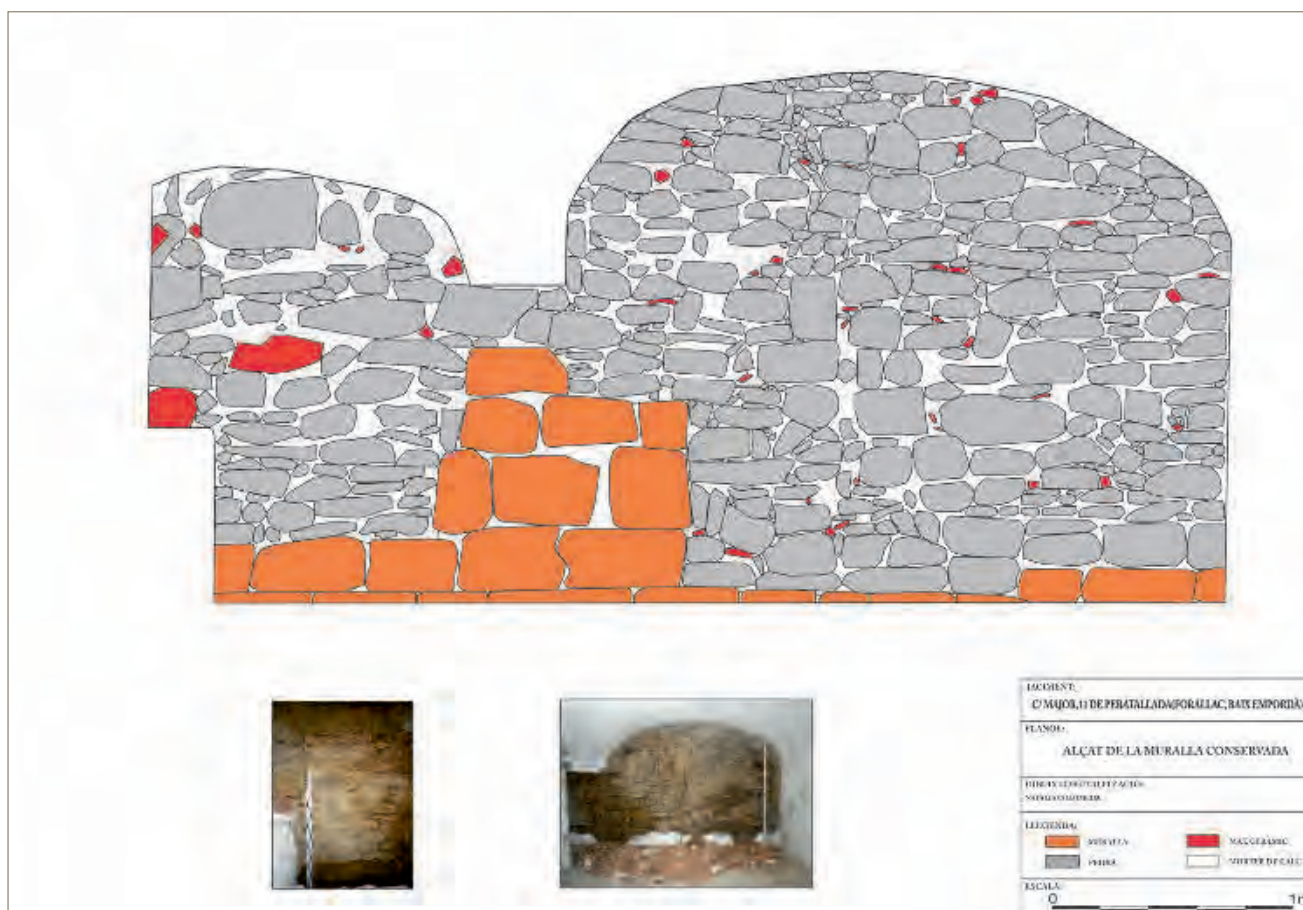 JACIMENT:
C/ MAJOR, 11 DE PERATALLADA (FORALLAC, BAIX EMPORDÀ)
PLÀNOL:
ALÇAT DE LA MURALLA CONSERVADA
LLEGENDA:
MURALLA
MAT. CERÀMIC
PEDRA
MORTER DE CALÇ
ESCALA:
0